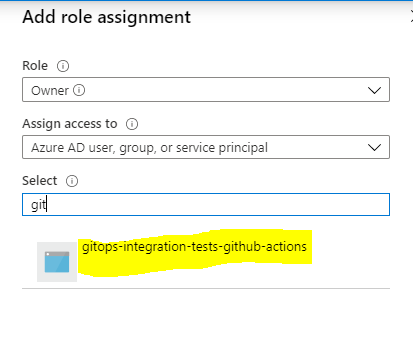 Add role assignment
Role
Owner
Assign access to
Azure AD user, group, or service principal
Select
git
gitops-integration-tests-github-actions